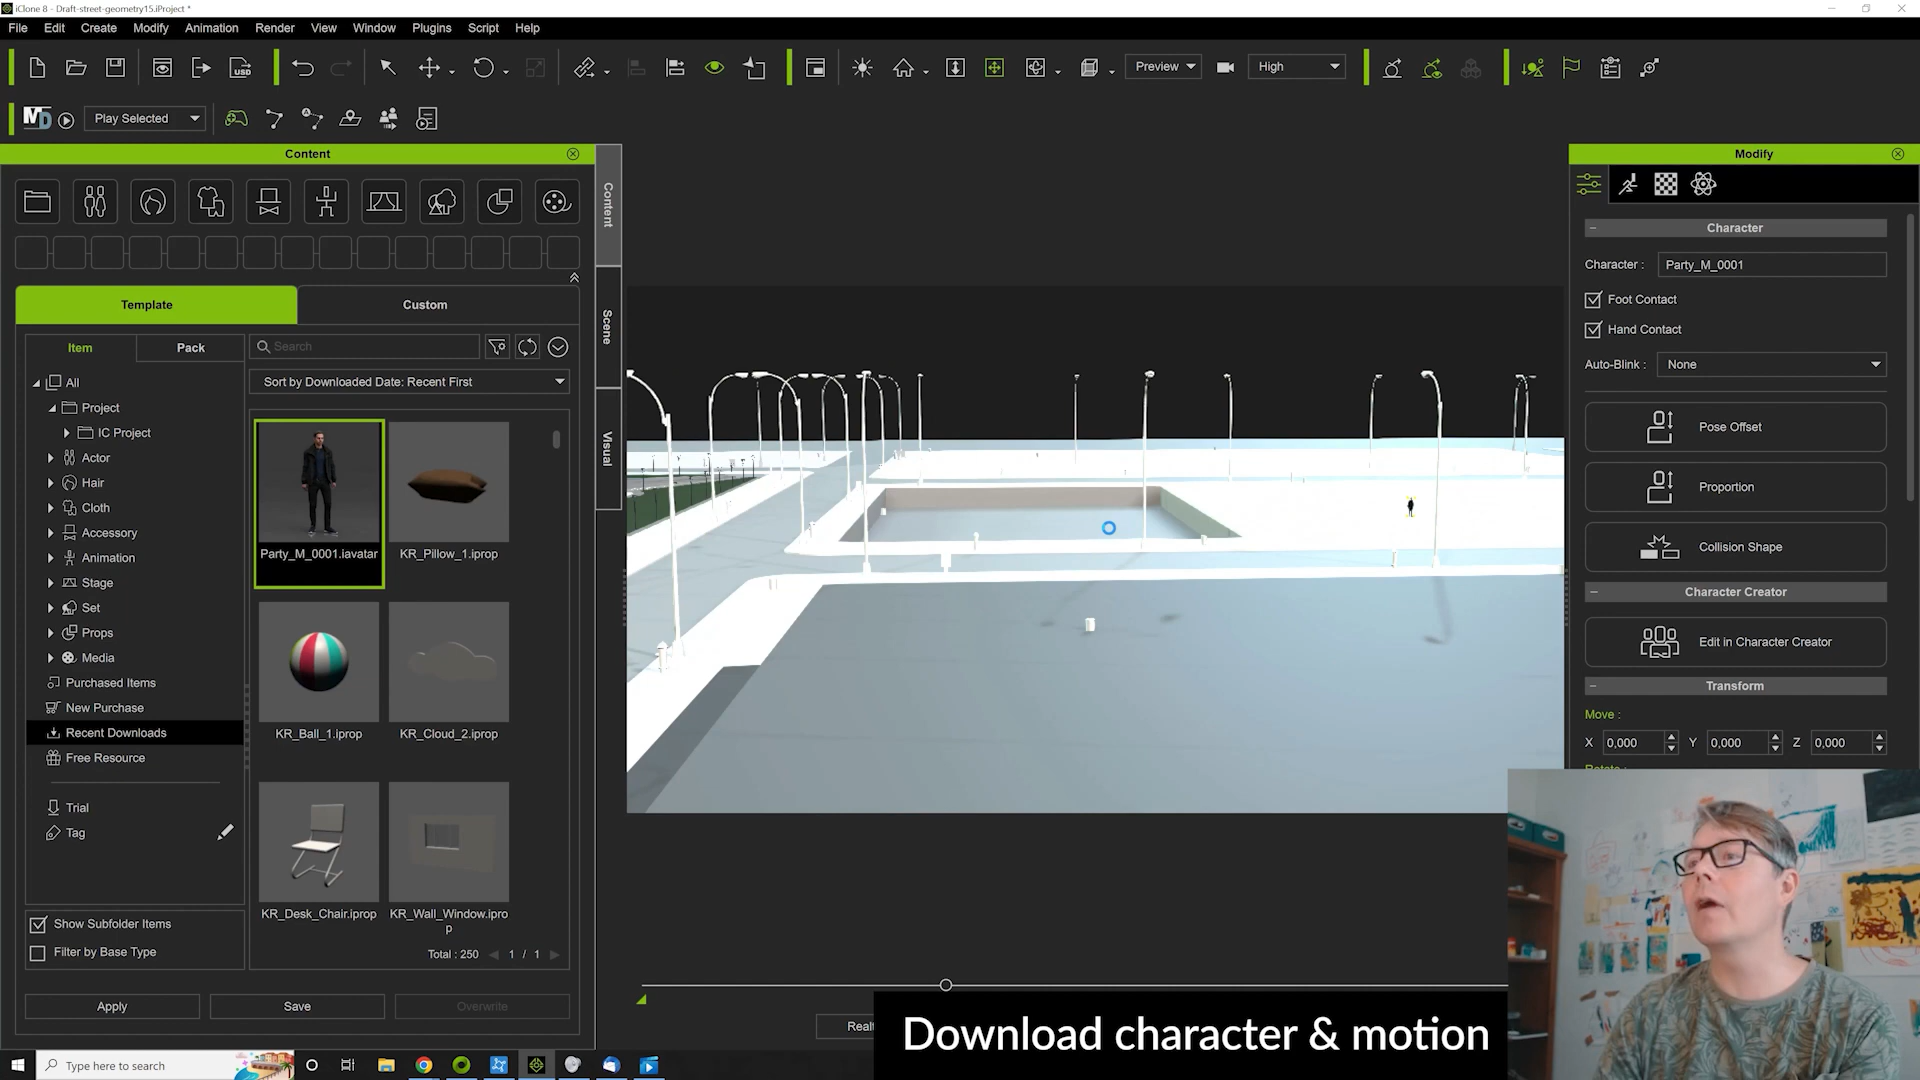 iClone 8 - Draft-street-geometry15.iProject *
File Edit Create Modify Animation Render View Window Plugins Script Help
USD
Preview
High
MD
Play Selected
Content
Content
Scene
Visual
Template
Custom
Item
Pack
Search
Sort by Downloaded Date: Recent First
All
Project
IC Project
Actor
Hair
Cloth
Accessory
Animation
Stage
Set
Props
Media
Purchased Items
New Purchase
Recent Downloads
Free Resource
Trial
Tag
Show Subfolder Items
Filter by Base Type
Party_M_0001.iavatar
KR_Pillow_1.iprop
KR_Ball_1.iprop
KR_Cloud_2.iprop
KR_Desk_Chair.iprop
KR_Wall_Window.ipro
p
Total : 250
1 / 1
Apply
Save
Overwrite
Realt
Modify
Character
Character : Party_M_0001
Foot Contact
Hand Contact
Auto-Blink : None
Pose Offset
Proportion
Collision Shape
Character Creator
Edit in Character Creator
Transform
Move :
X 0,000 Y 0,000 Z 0,000
Download character & motion
Type here to search